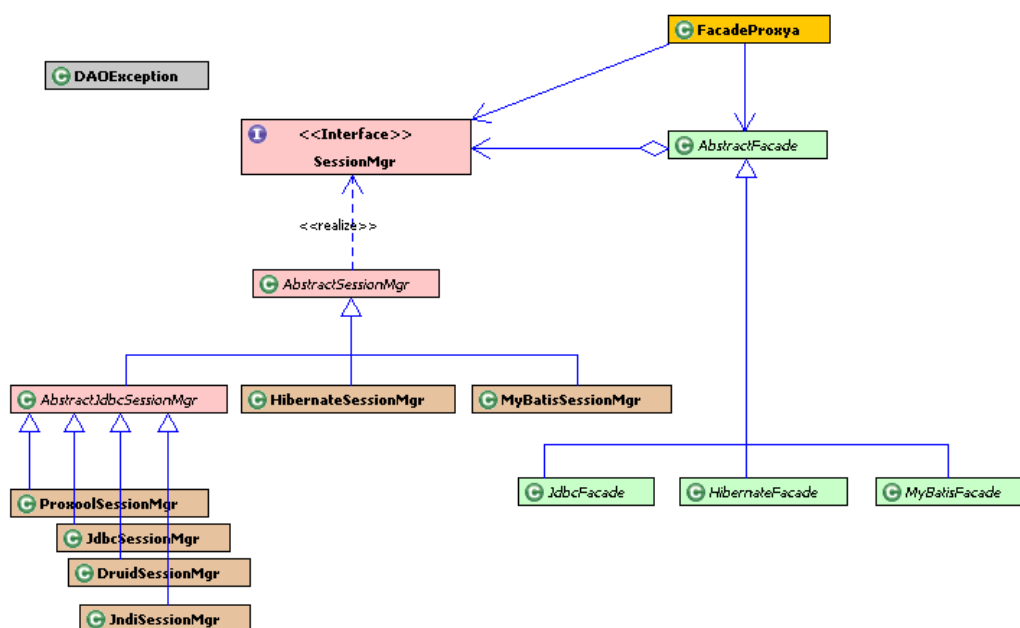 C FacadeProxya
C DAOException
I <<Interface>>
SessionMgr
C AbstractFacade
<<realize>>
C AbstractSessionMgr
C AbstractJdbcSessionMgr
C HibernateSessionMgr
C MyBatisSessionMgr
C ProxoolSessionMgr
C JdbcFacade
C HibernateFacade
C MyBatisFacade
C JdbcSessionMgr
C DruidSessionMgr
C JndiSessionMgr